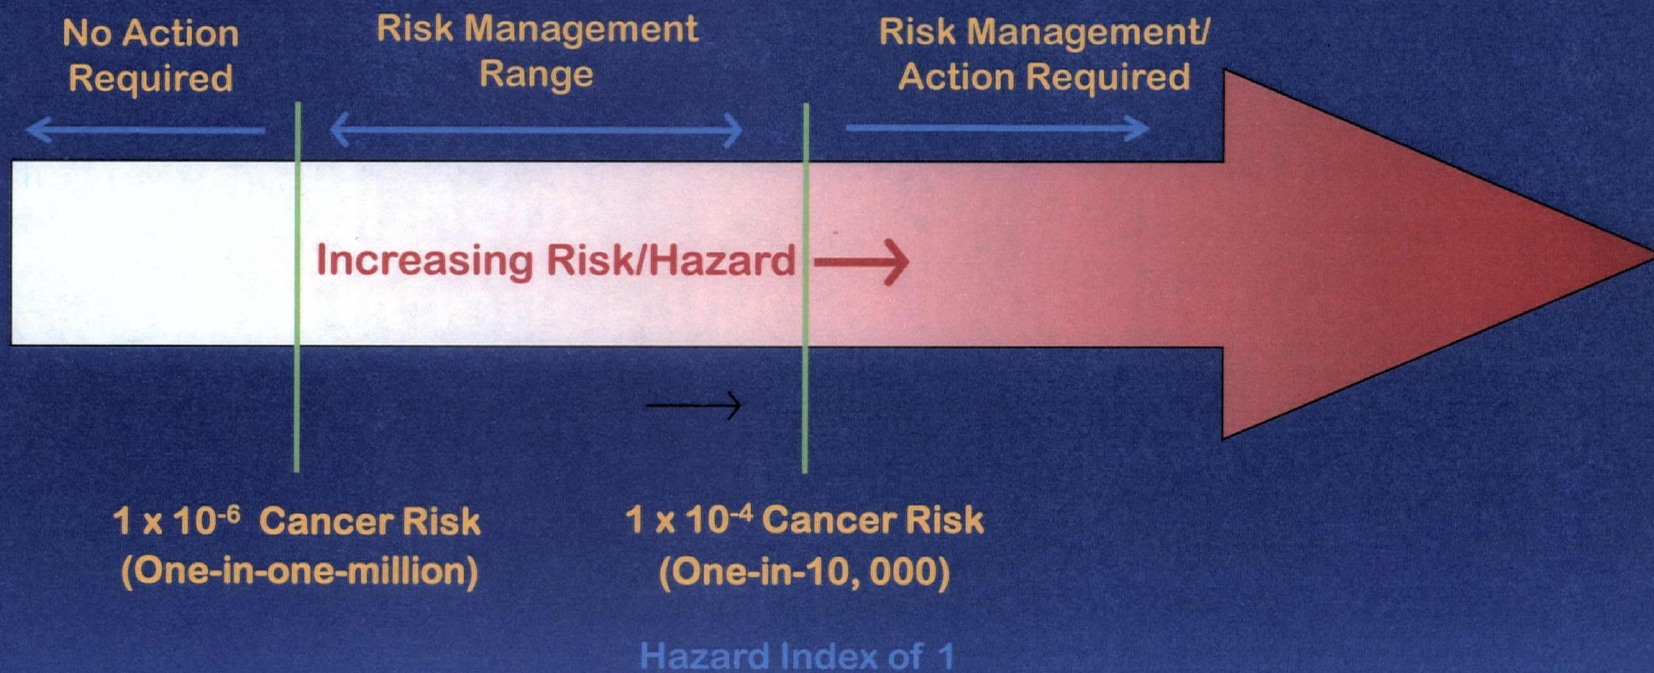 No Action
Required
Risk Management
Range
Risk Management/
Action Required
Increasing Risk/Hazard
1 x 10⁻⁶ Cancer Risk
(One-in-one-million)
1 x 10⁻⁴ Cancer Risk
(One-in-10, 000)
Hazard Index of 1